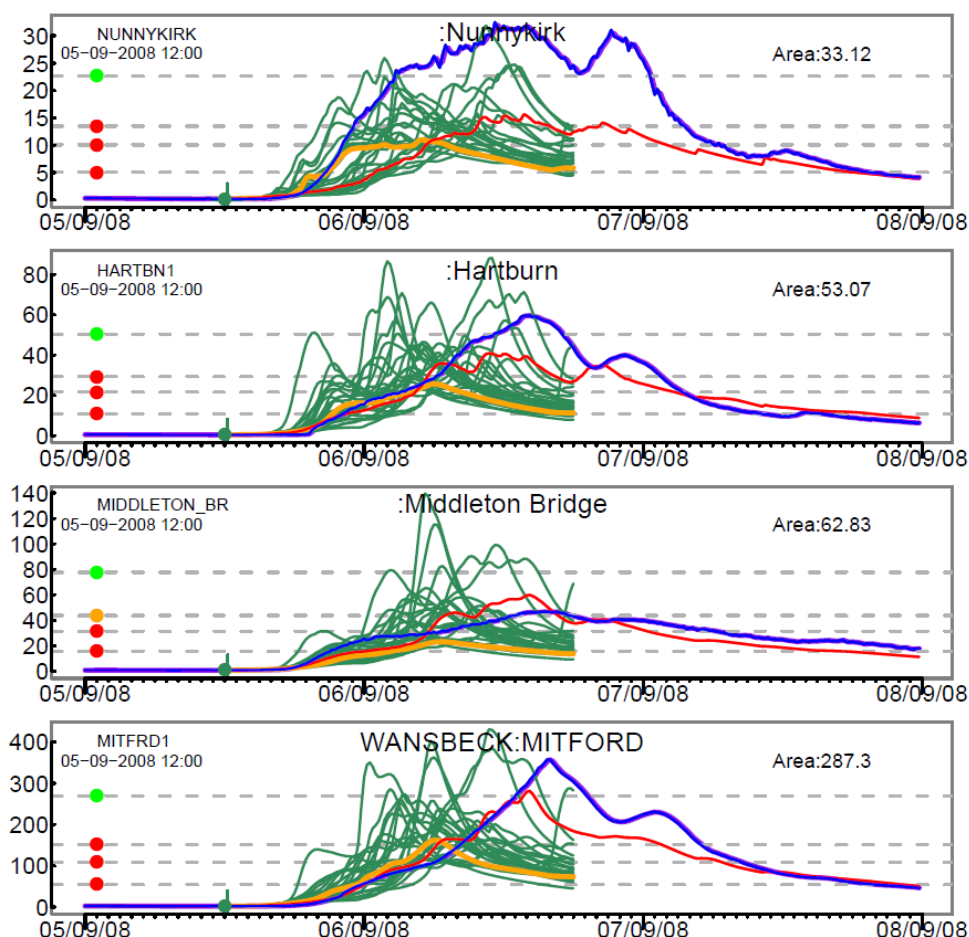 NUNNYKIRK
05-09-2008 12:00
:Nunnykirk
Area:33.12
30
25
20
15
10
5
0
05/09/08 06/09/08 07/09/08 08/09/08
HARTBN1
05-09-2008 12:00
:Hartburn
Area:53.07
80
60
40
20
0
05/09/08 06/09/08 07/09/08 08/09/08
MIDDLETON_BR
05-09-2008 12:00
:Middleton Bridge
Area:62.83
140
120
100
80
60
40
20
0
05/09/08 06/09/08 07/09/08 08/09/08
MITFRD1
05-09-2008 12:00
WANSBECK:MITFORD
Area:287.3
400
300
200
100
0
05/09/08 06/09/08 07/09/08 08/09/08